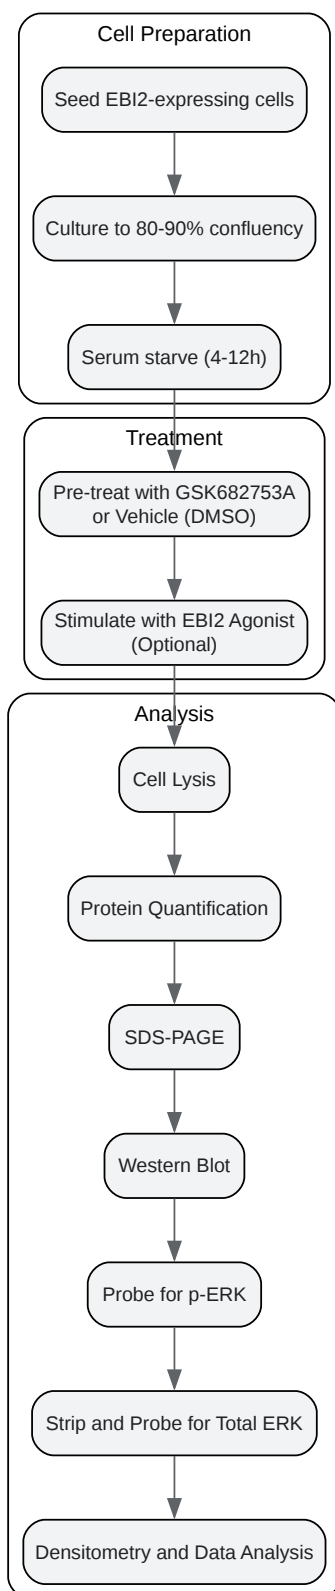 Cell Preparation
Seed EBI2-expressing cells
Culture to 80-90% confluency
Serum starve (4-12h)
Treatment
Pre-treat with GSK682753A
or Vehicle (DMSO)
Stimulate with EBI2 Agonist
(Optional)
Analysis
Cell Lysis
Protein Quantification
SDS-PAGE
Western Blot
Probe for p-ERK
Strip and Probe for Total ERK
Densitometry and Data Analysis